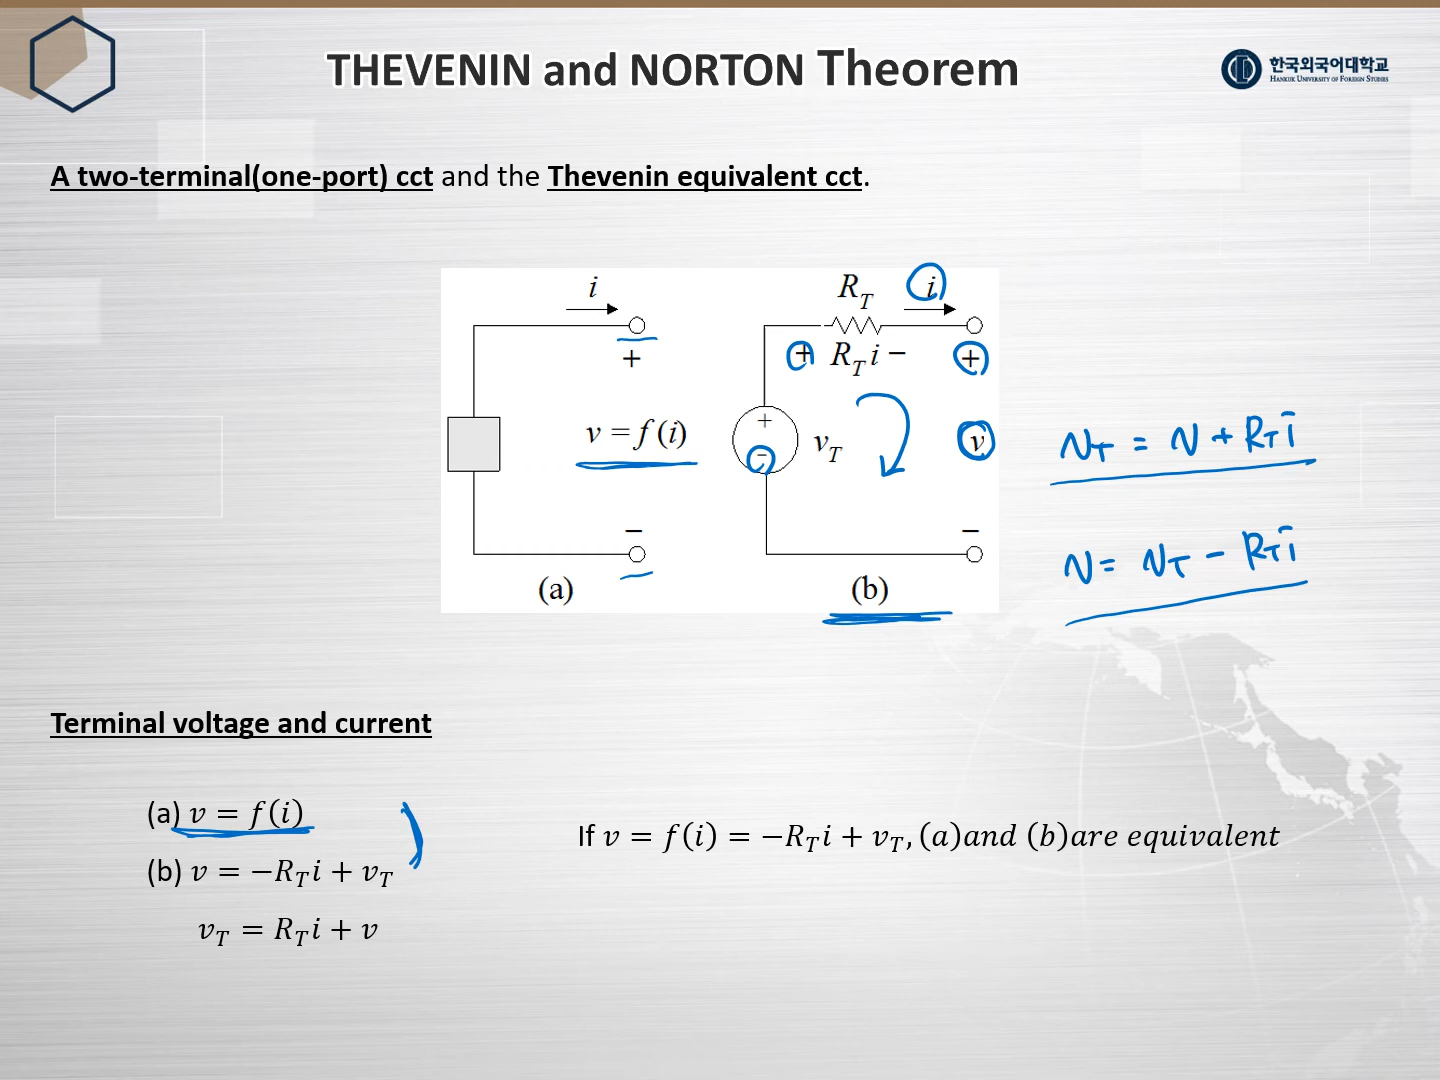 THEVENIN and NORTON Theorem
한국외국어대학교
HANKUK UNIVERSITY OF FOREIGN STUDIES
A two-terminal(one-port) cct and the Thevenin equivalent cct.
i
+
v = f (i)
−
(a)
R_T
i
+ R_T i −
+
+
−
v_T
v
−
(b)
v_T = v + R_T i
v = v_T − R_T i
Terminal voltage and current
(a) v = f(i)
(b) v = −R_T i + v_T
v_T = R_T i + v
If v = f(i) = −R_T i + v_T, (a)and (b)are equivalent